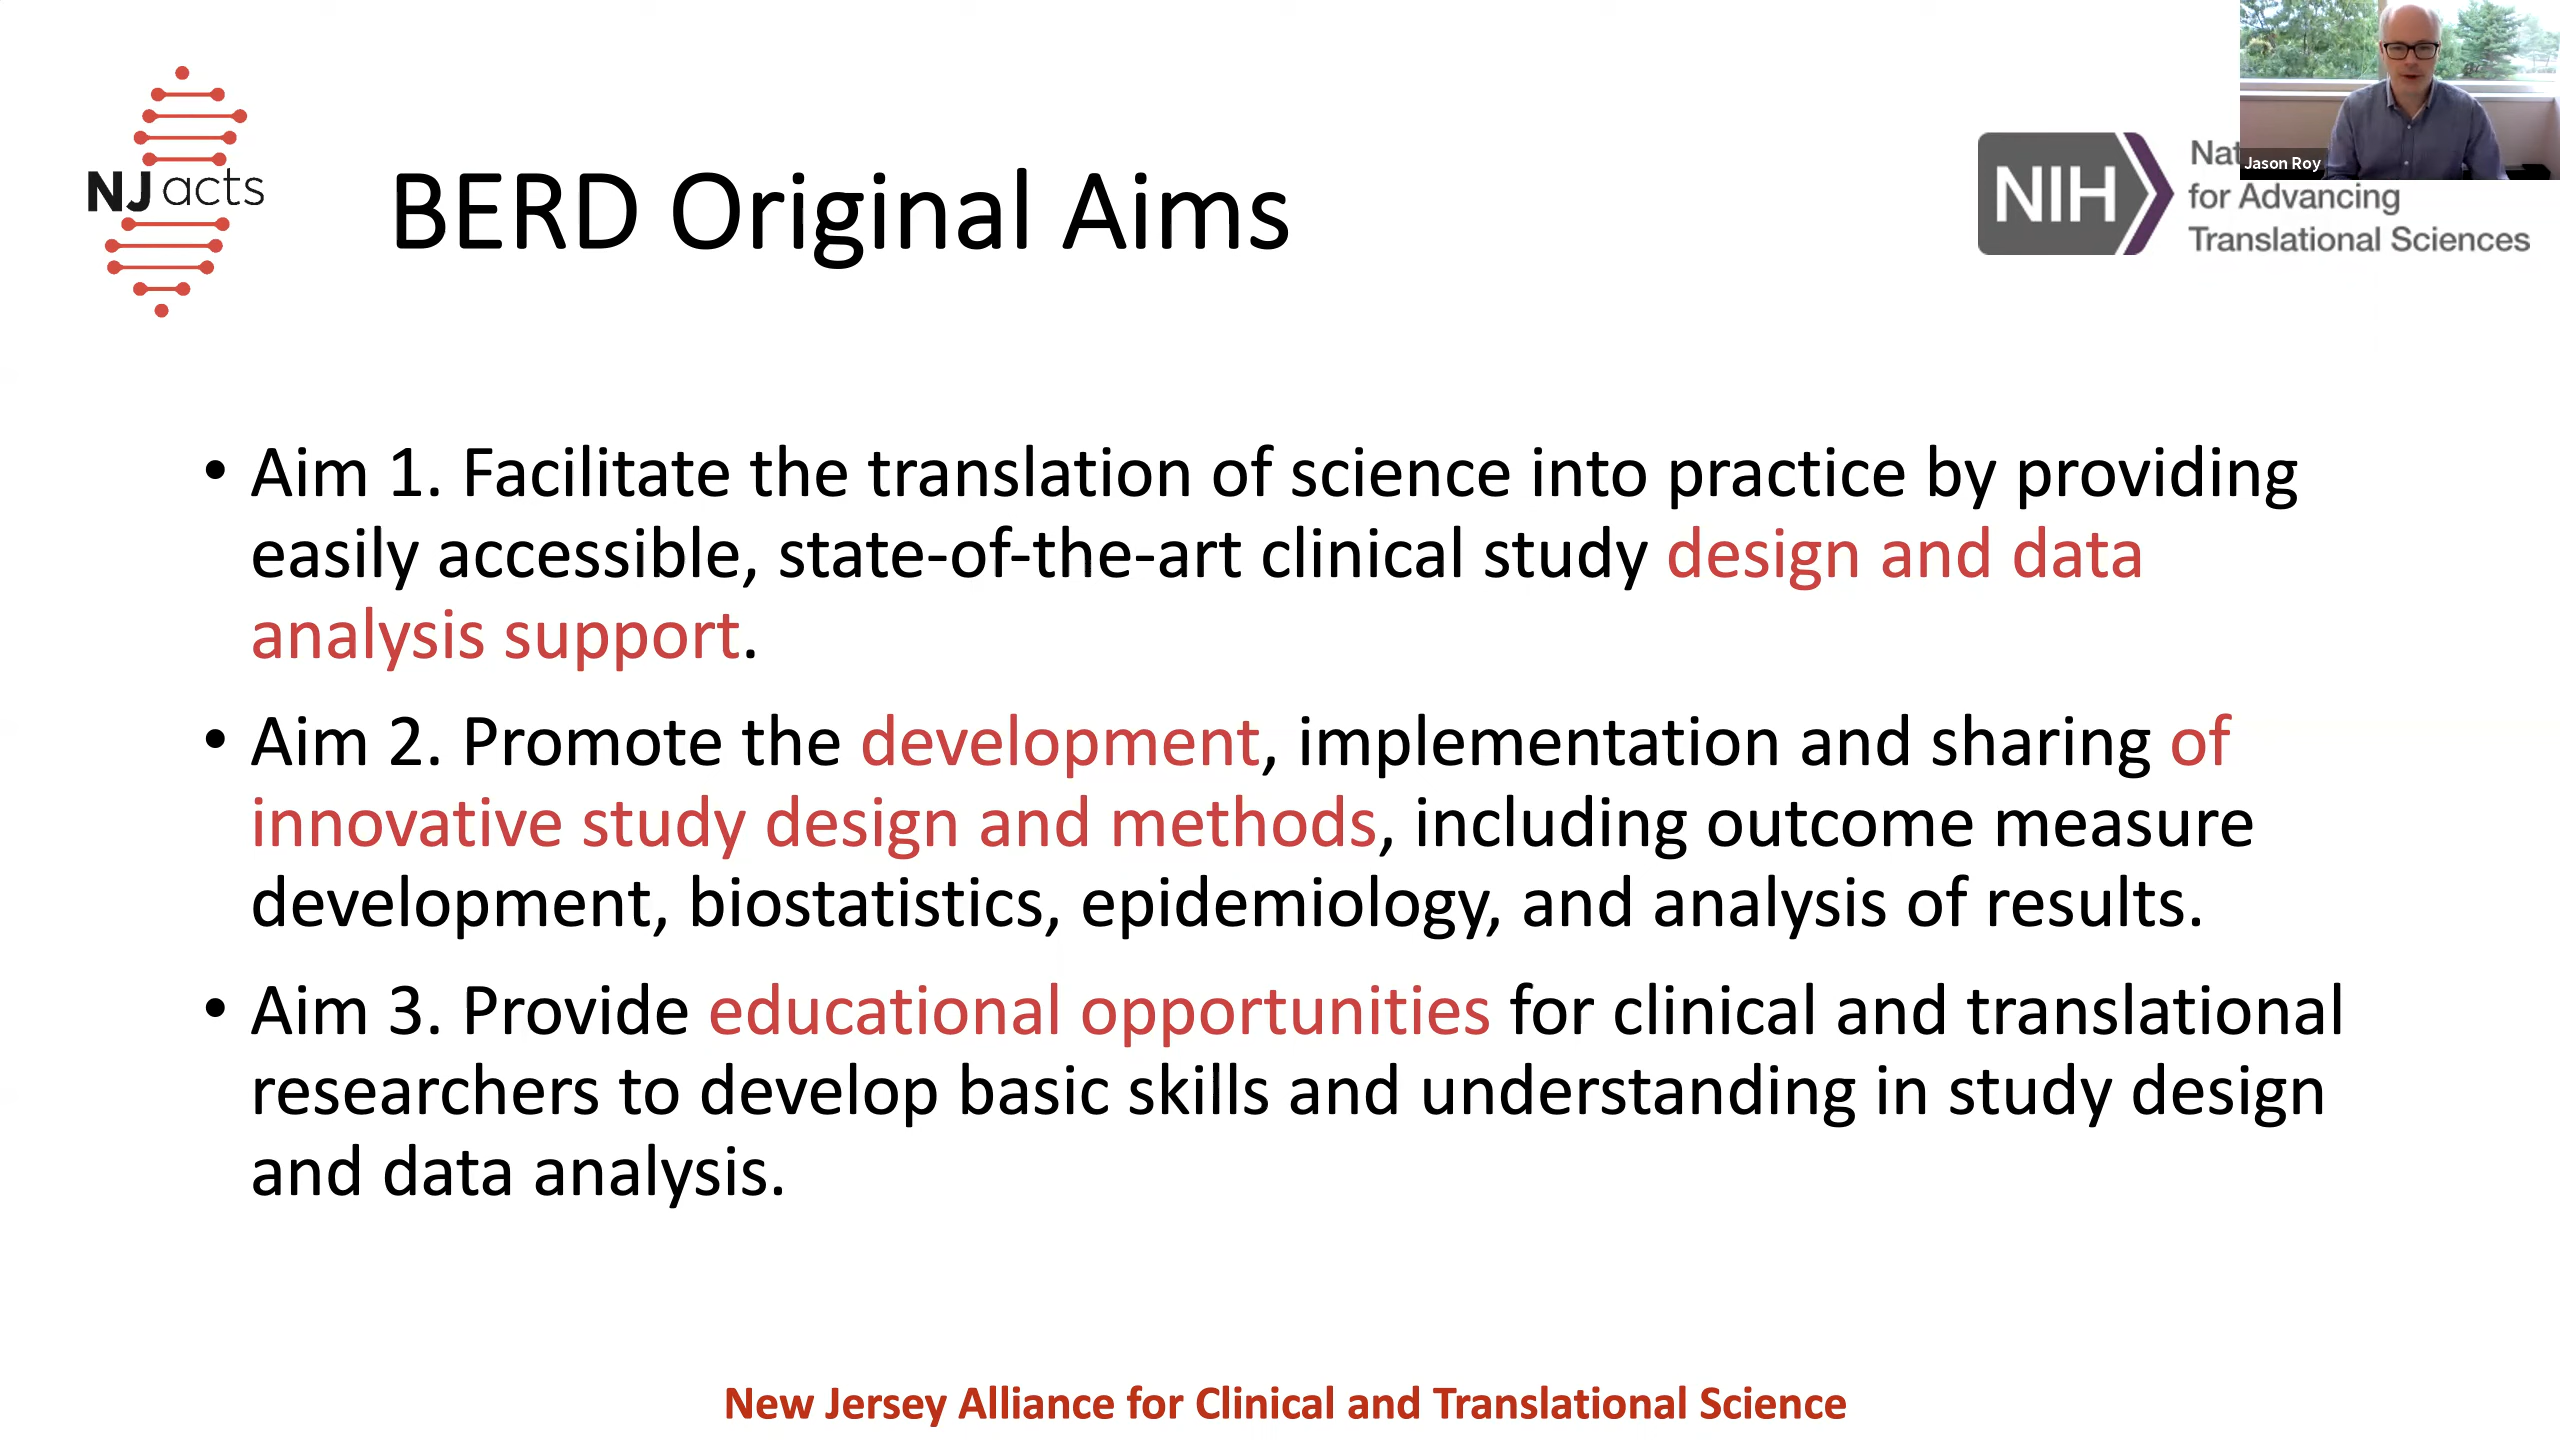 NJ acts
BERD Original Aims
NIH
for Advancing
Translational Sciences
Jason Roy
• Aim 1. Facilitate the translation of science into practice by providing
easily accessible, state-of-the-art clinical study design and data
analysis support.
• Aim 2. Promote the development, implementation and sharing of
innovative study design and methods, including outcome measure
development, biostatistics, epidemiology, and analysis of results.
• Aim 3. Provide educational opportunities for clinical and translational
researchers to develop basic skills and understanding in study design
and data analysis.
New Jersey Alliance for Clinical and Translational Science